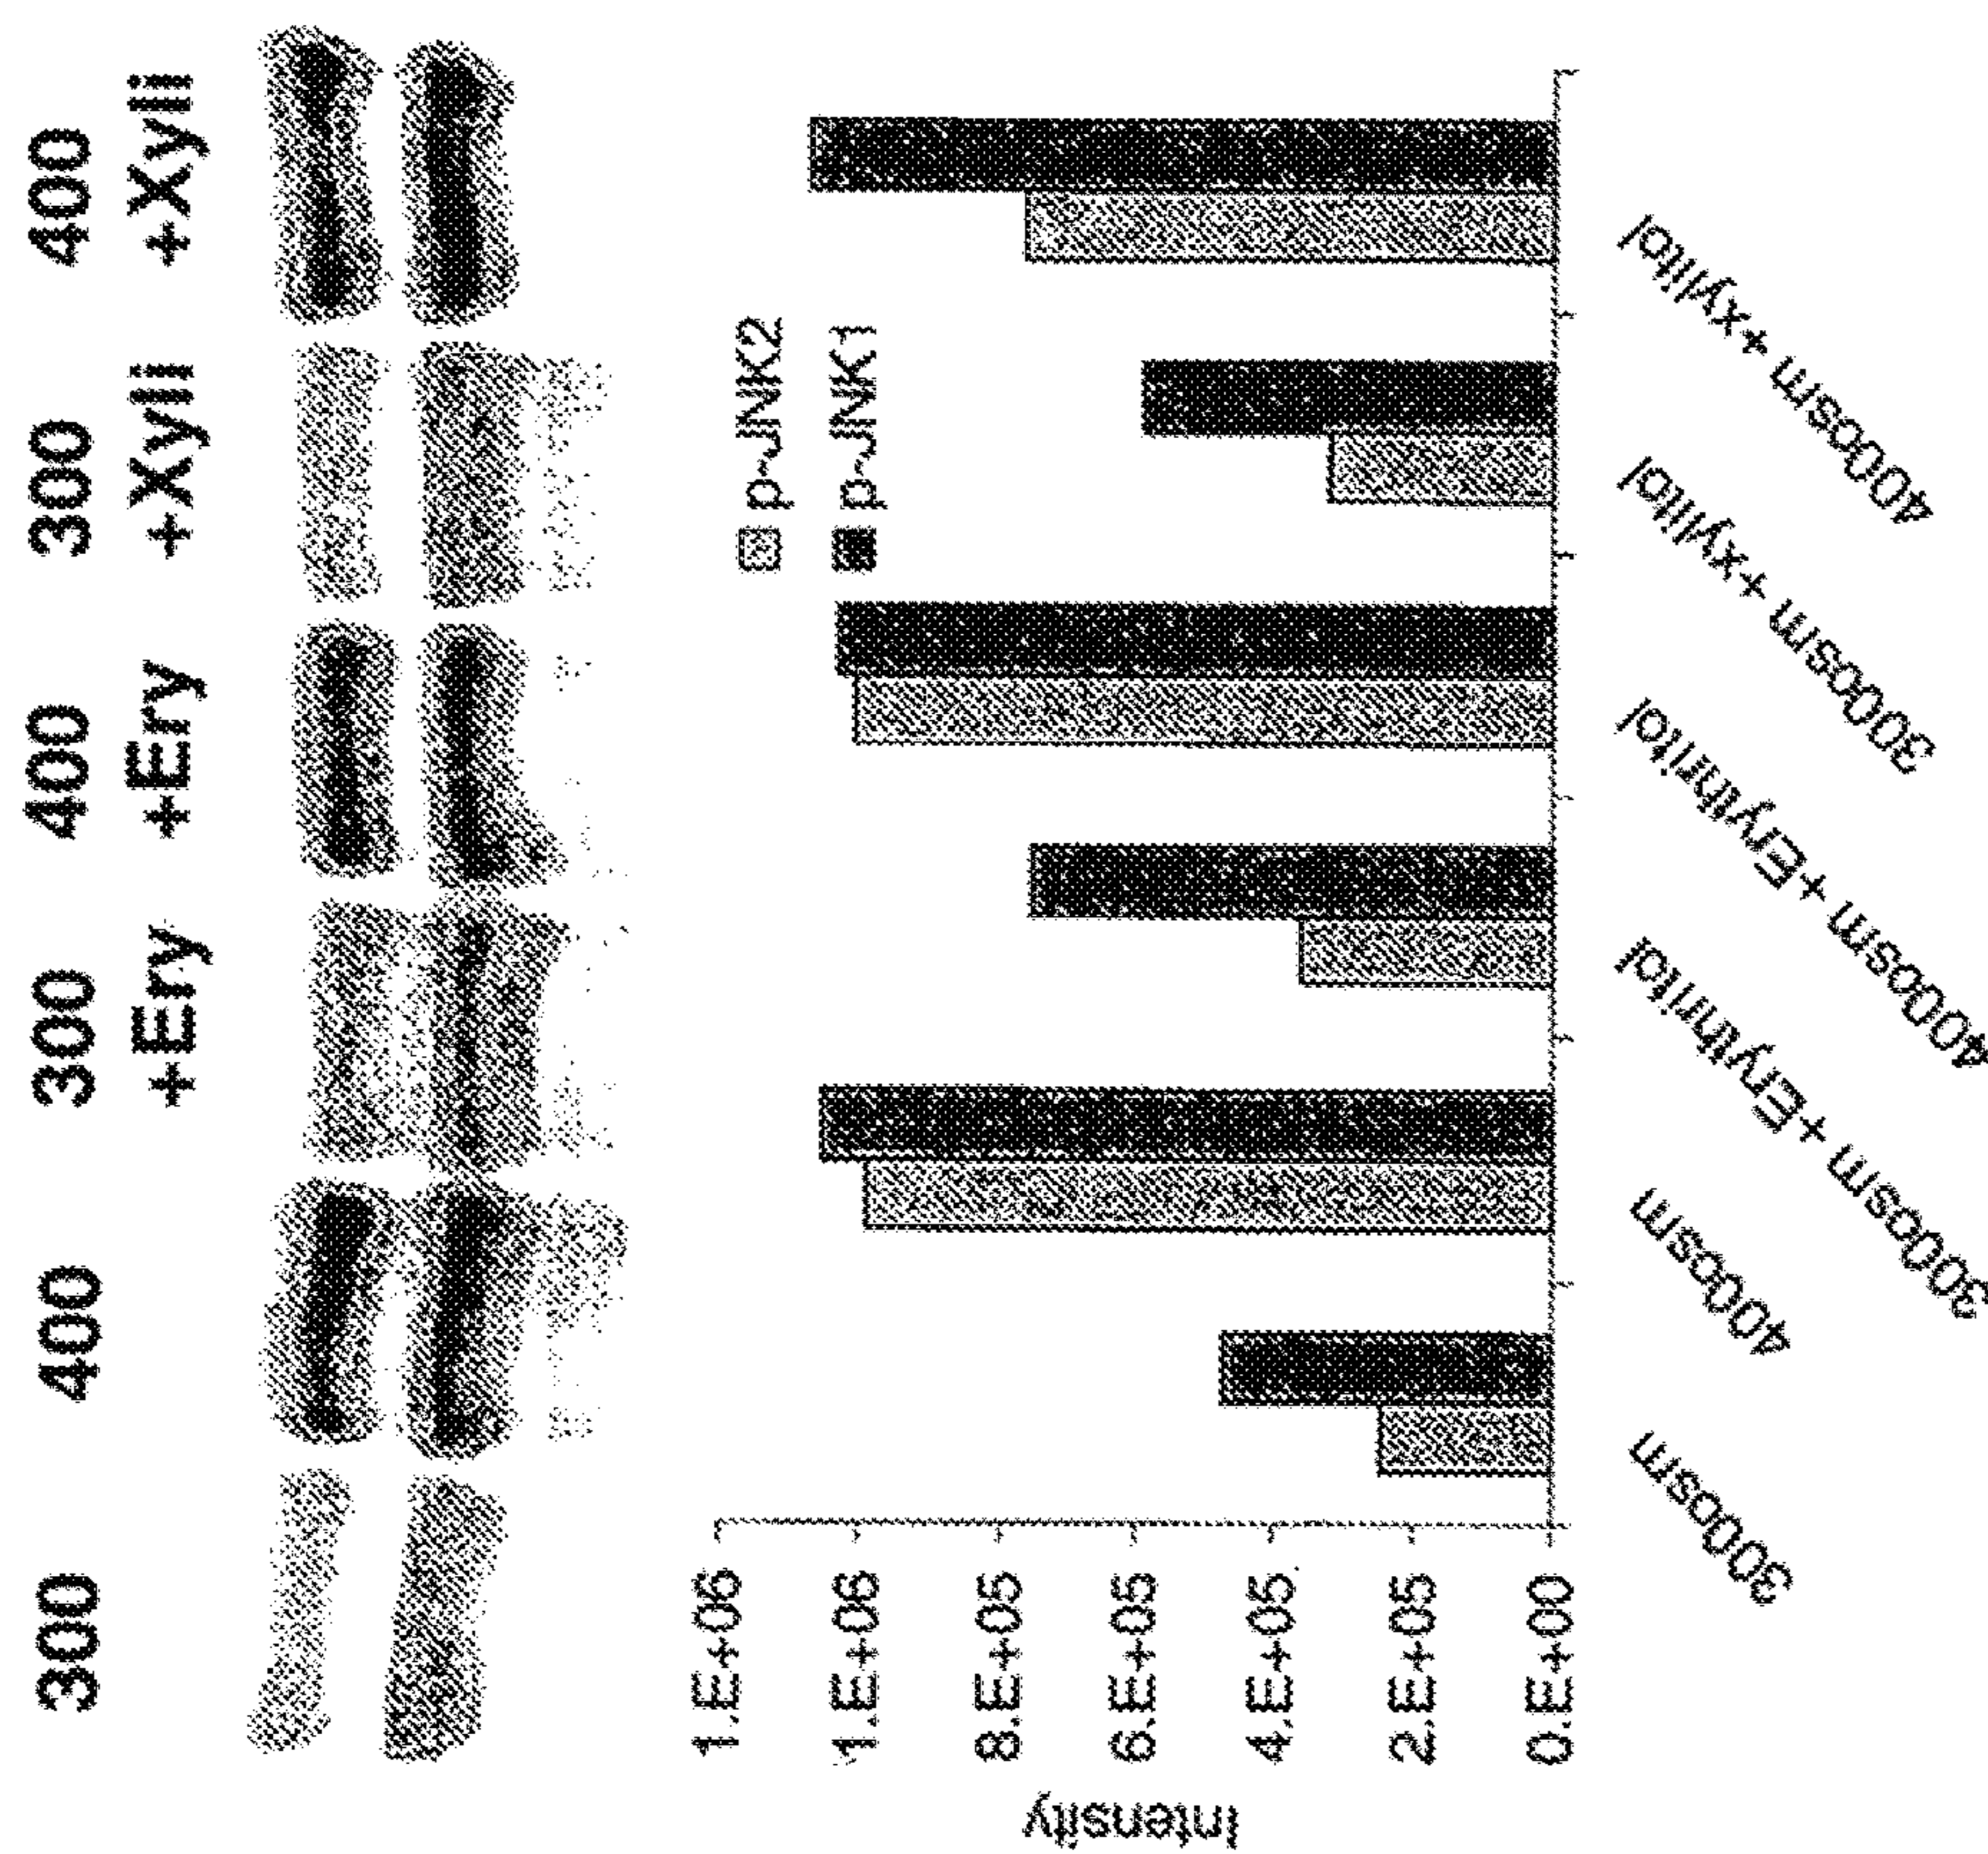 300 400 300 400 300 400
+Ery +Ery +Xyli +Xyli
p-JNK2
p-JNK1
Intensity
1.E+06
1.E+06
8.E+05
6.E+05
4.E+05
2.E+05
0.E+00
300osm
400osm
300osm +Erythritol
400osm +Erythritol
300osm +xylitol
400osm +xylitol